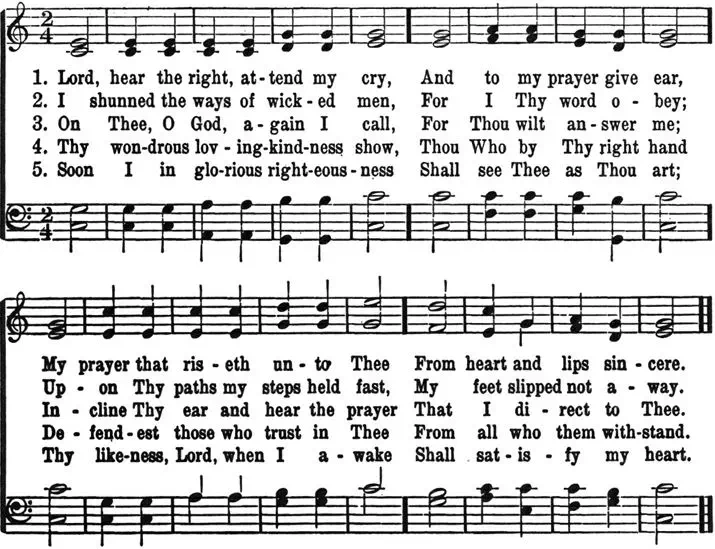 2 4
1. Lord, hear the right, at-tend my cry, And to my prayer give ear,
2. I shunned the ways of wick-ed men, For I Thy word o-bey;
3. On Thee, O God, a-gain I call, For Thou wilt an-swer me;
4. Thy won-drous lov-ing-kind-ness show, Thou Who by Thy right hand
5. Soon I in glo-rious right-eous-ness Shall see Thee as Thou art;
2 4
My prayer that ris-eth un-to Thee From heart and lips sin-cere.
Up-on Thy paths my steps held fast, My feet slipped not a-way.
In-cline Thy ear and hear the prayer That I di-rect to Thee.
De-fend-est those who trust in Thee From all who them with-stand.
Thy like-ness, Lord, when I a-wake Shall sat-is-fy my heart.